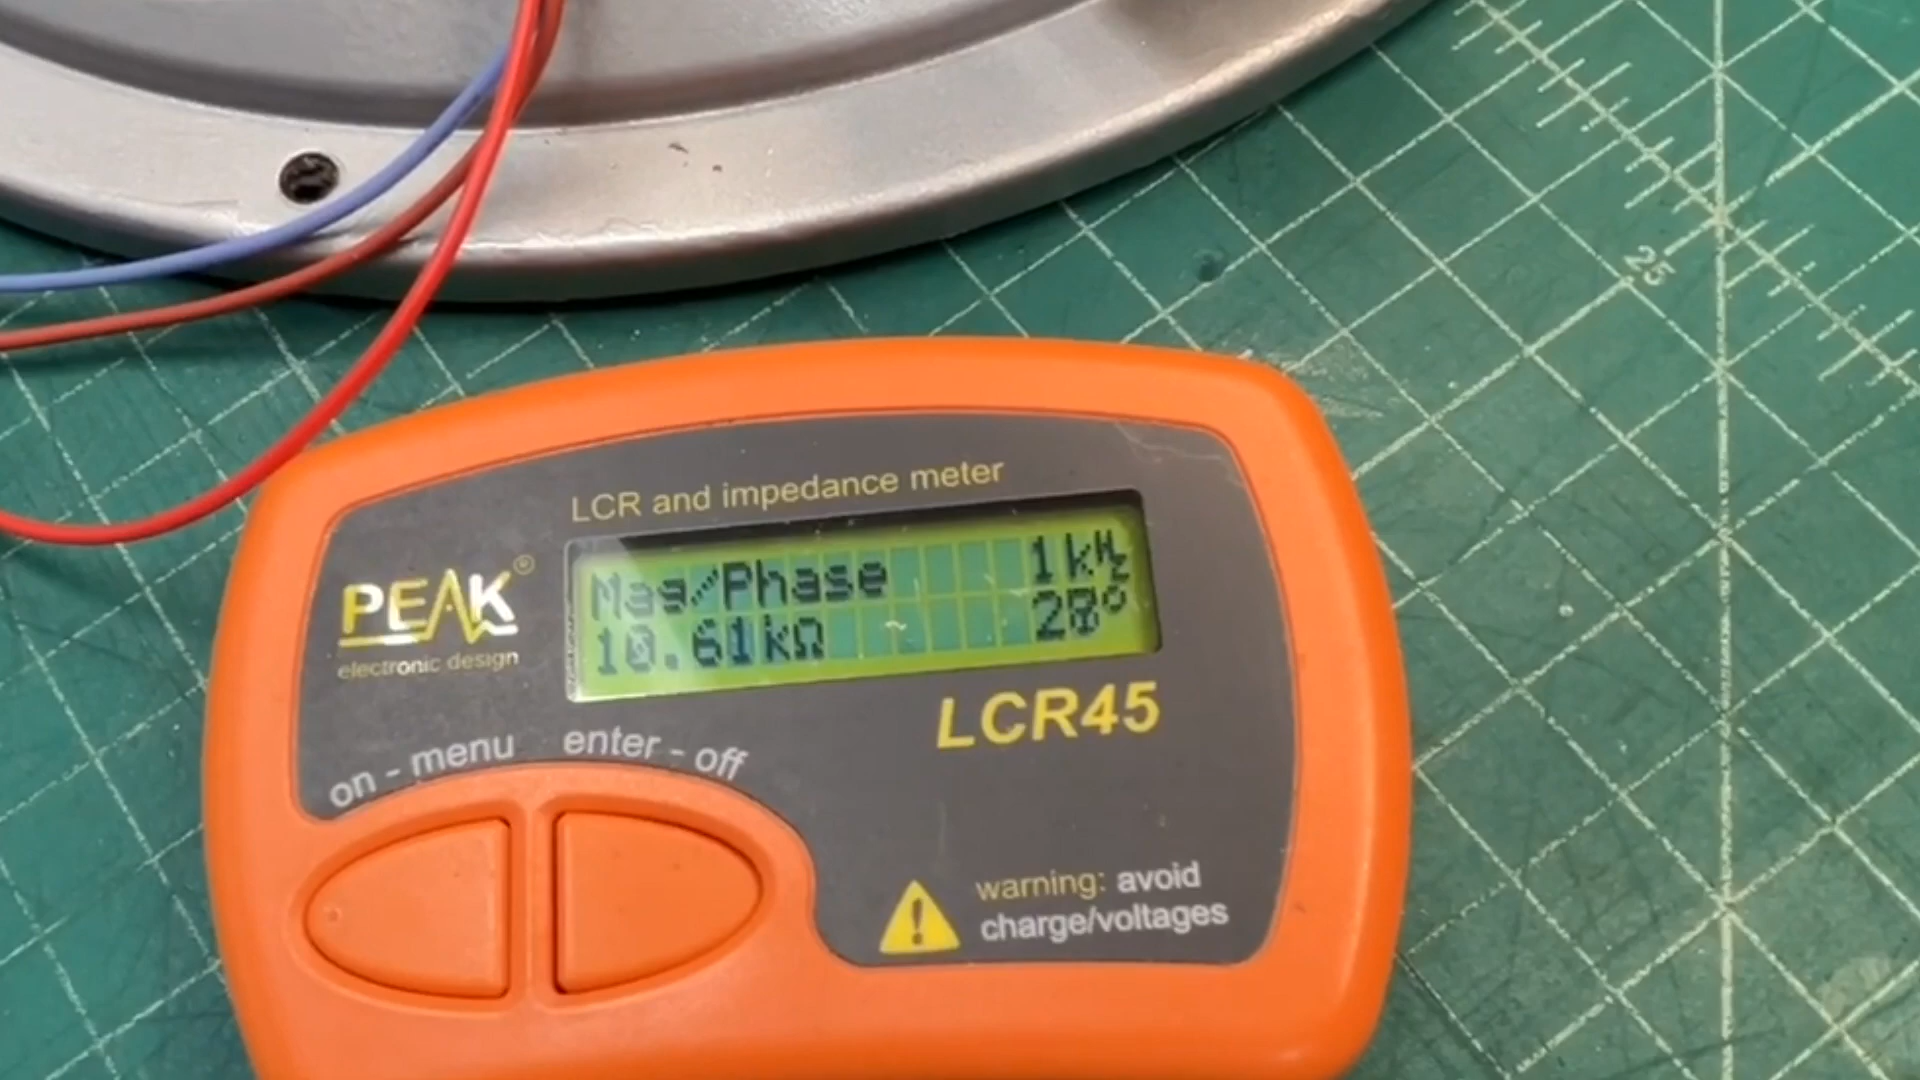 25
LCR and impedance meter
PEAK®
electronic design
Mag/Phase 1kHz
10.61kΩ
LCR45
on - menu enter - off
warning: avoid
charge/voltages